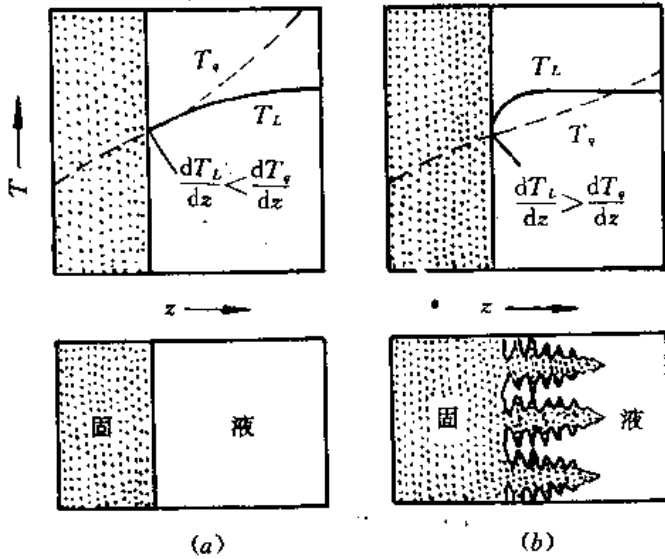 T_q
T_L
dT_L/dz < dT_q/dz
T
z
固 液
(a)
T_L
T_q
dT_L/dz > dT_q/dz
z
固 液
(b)